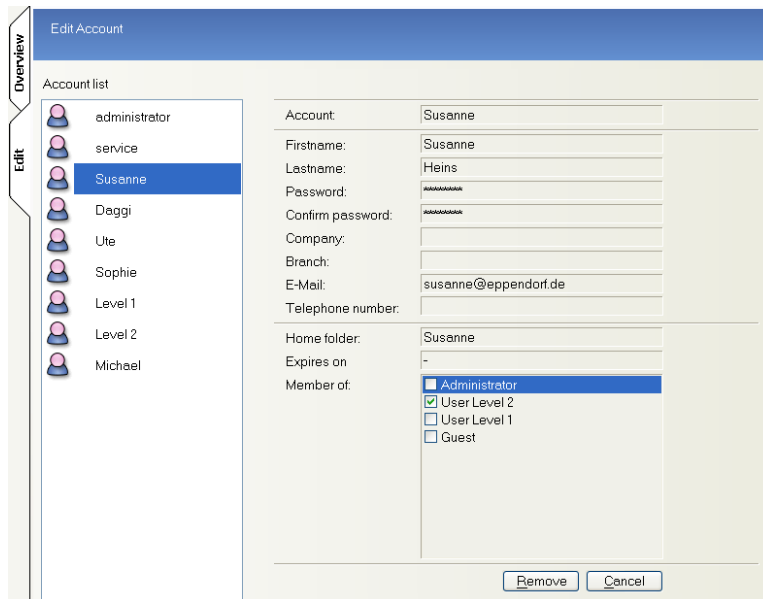 Edit Account
Overview
Edit
Account list
administrator
service
Susanne
Daggi
Ute
Sophie
Level 1
Level 2
Michael
Account: Susanne
Firstname: Susanne
Lastname: Heins
Password: ********
Confirm password: ********
Company:
Branch:
E-Mail: susanne@eppendorf.de
Telephone number:
Home folder: Susanne
Expires on -
Member of: Administrator
User Level 2
User Level 1
Guest
Remove Cancel